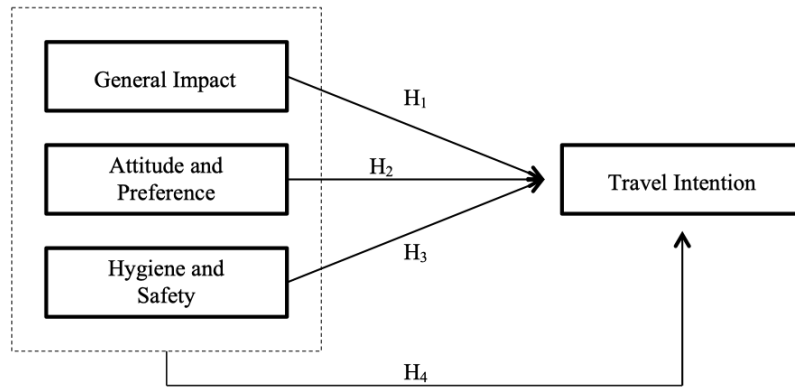 General Impact
H₁
Attitude and
Preference
H₂
Travel Intention
Hygiene and
Safety
H₃
H₄